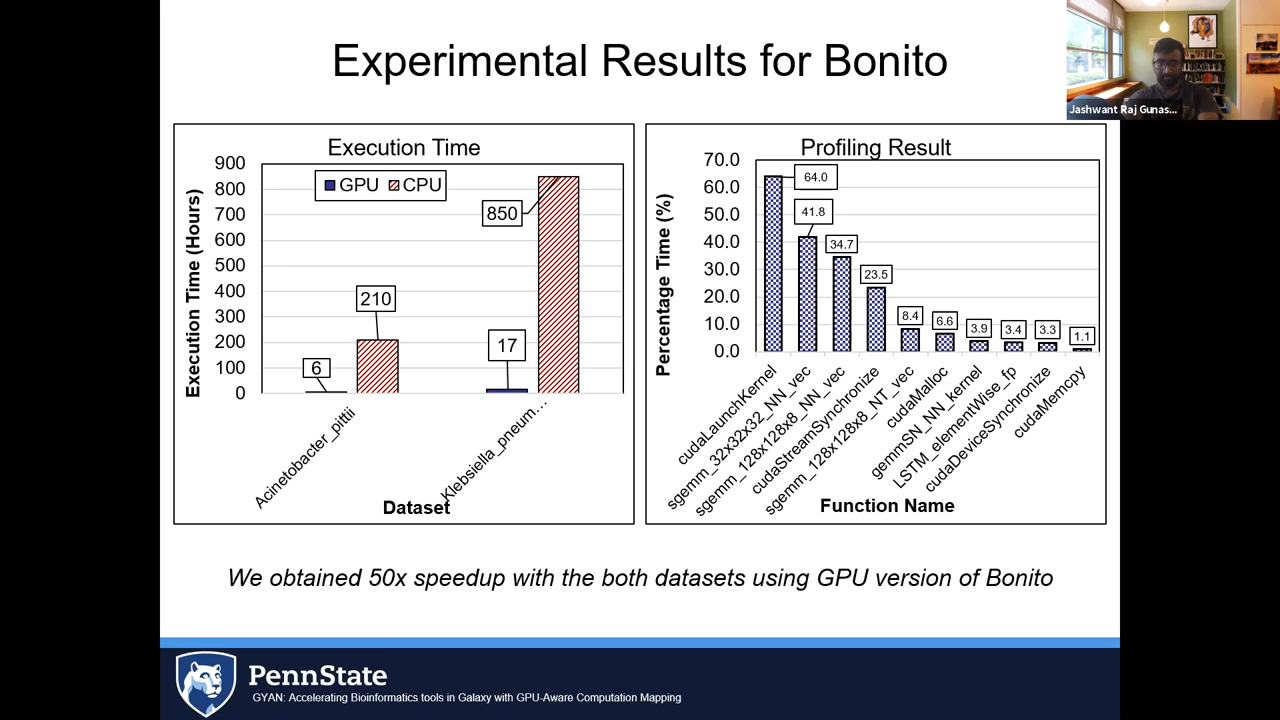 Experimental Results for Bonito
Jashwant Raj Gunas...
Execution Time
GPU CPU
Execution Time (Hours)
900
800
700
600
500
400
300
200
100
0
6
210
17
850
Acinetobacter_pittii
Klebsiella_pneum...
Dataset
Profiling Result
Percentage Time (%)
70.0
60.0
50.0
40.0
30.0
20.0
10.0
0.0
64.0
41.8
34.7
23.5
8.4
6.6
3.9
3.4
3.3
1.1
cudaLaunchKernel
sgemm_32x32x32_NN_vec
sgemm_128x128x8_NN_vec
cudaStreamSynchronize
sgemm_128x128x8_NT_vec
cudaMalloc
gemmSN_NN_kernel
LSTM_elementWise_fp
cudaDeviceSynchronize
cudaMemcpy
Function Name
We obtained 50x speedup with the both datasets using GPU version of Bonito
PennState
GYAN: Accelerating Bioinformatics tools in Galaxy with GPU-Aware Computation Mapping